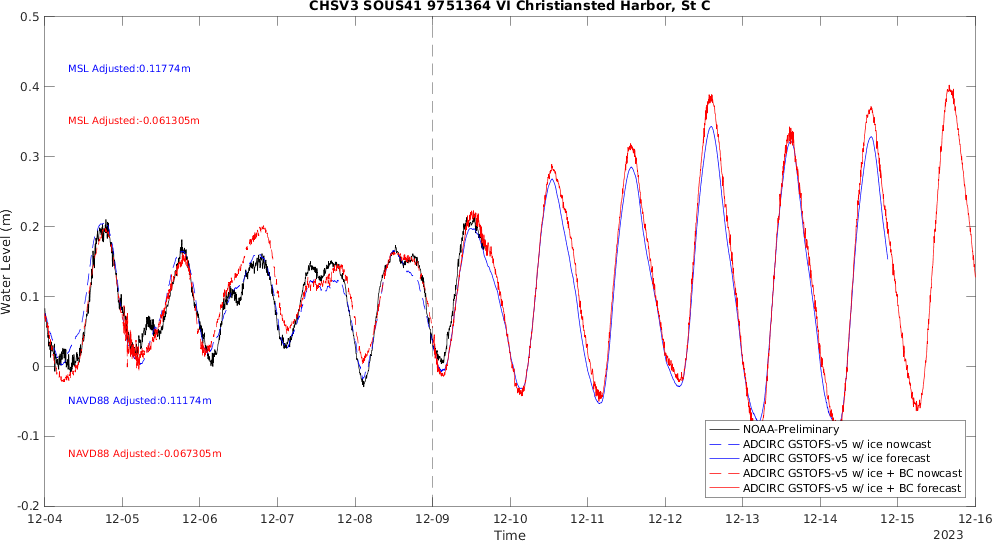 CHSV3 SOUS41 9751364 VI Christiansted Harbor, St C
0.5
0.4
0.3
0.2
0.1
0
-0.1
-0.2
Water Level (m)
MSL Adjusted:0.11774m
MSL Adjusted:-0.061305m
NAVD88 Adjusted:0.11174m
NAVD88 Adjusted:-0.067305m
NOAA-Preliminary
ADCIRC GSTOFS-v5 w/ ice nowcast
ADCIRC GSTOFS-v5 w/ ice forecast
ADCIRC GSTOFS-v5 w/ ice + BC nowcast
ADCIRC GSTOFS-v5 w/ ice + BC forecast
12-04 12-05 12-06 12-07 12-08 12-09 12-10 12-11 12-12 12-13 12-14 12-15 12-16
Time
2023